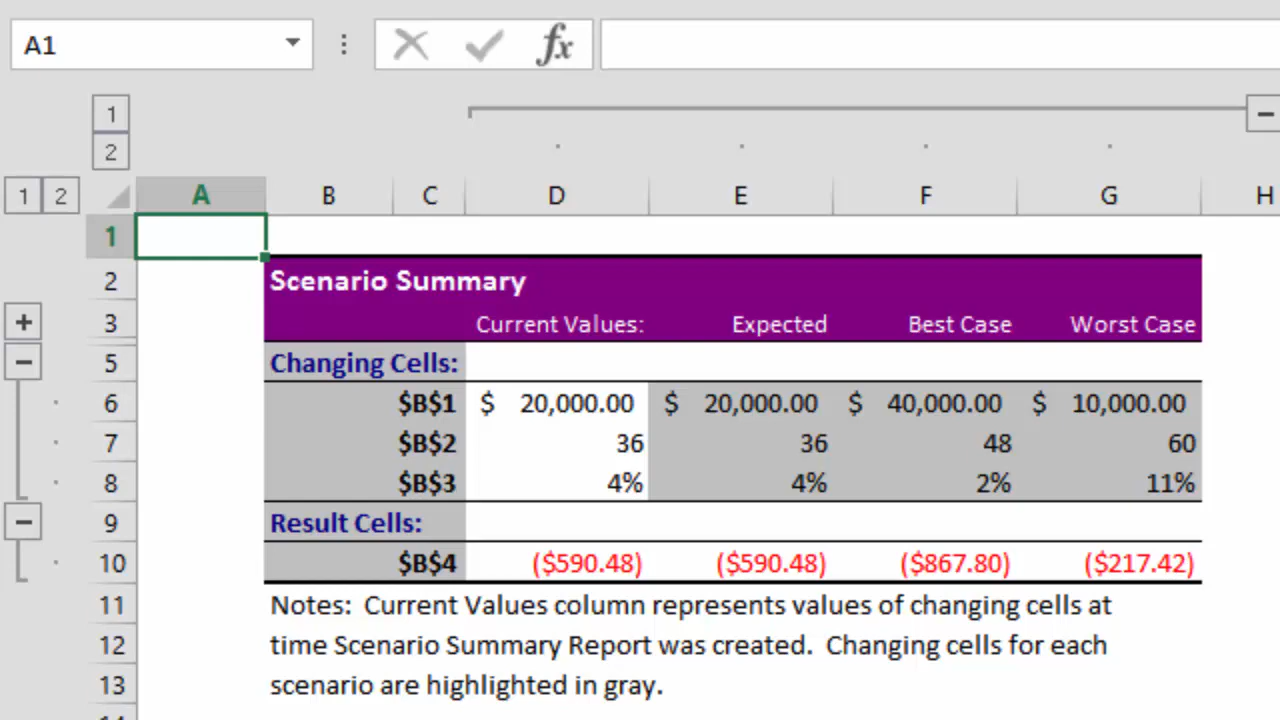 A1 fx
1
2
1 2 A B C D E F G H
1
2 Scenario Summary
+ 3 Current Values: Expected Best Case Worst Case
− 5 Changing Cells:
6 $B$1 $ 20,000.00 $ 20,000.00 $ 40,000.00 $ 10,000.00
7 $B$2 36 36 48 60
8 $B$3 4% 4% 2% 11%
− 9 Result Cells:
10 $B$4 ($590.48) ($590.48) ($867.80) ($217.42)
11 Notes:  Current Values column represents values of changing cells at
12 time Scenario Summary Report was created.  Changing cells for each
13 scenario are highlighted in gray.